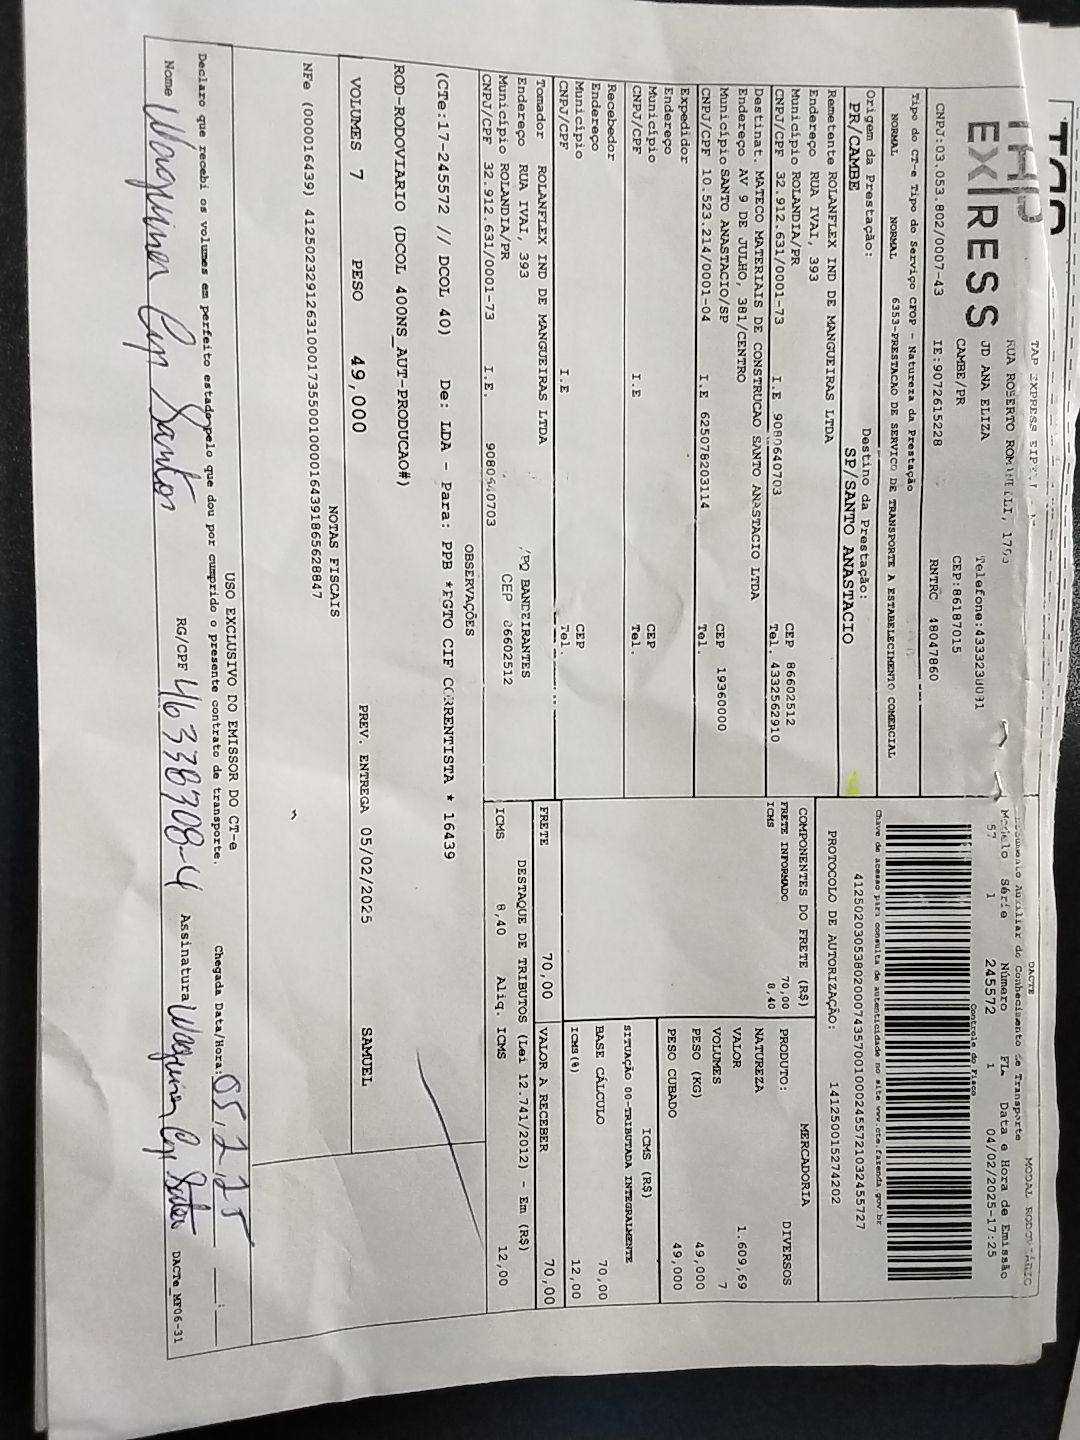 TAP
EXPRESS
TAP EXPRESS
RUA ROBERTO
JD ANA ELIZA
CAMBE/PR
CEP:86187015
CNPJ:03.053.802/0007-43 IE:9072615228 RNTRC 48047860
Tipo do CT-e Tipo do Serviço CFOP - Natureza da Prestação
NORMAL NORMAL 6353-PRESTACAO DE SERVICO DE TRANSPORTE A ESTABELECIMENTO COMERCIAL
Origem da Prestação: Destino da Prestação:
PR/CAMBE SP/SANTO ANASTACIO
Remetente ROLANFLEX IND DE MANGUEIRAS LTDA
Endereço RUA IVAI, 393
Município ROLANDIA/PR CEP 86602512
CNPJ/CPF 32.912.631/0001-73 I.E 9080640703 Tel. 4332562910
Destinat. MATECO MATERIAIS DE CONSTRUCAO SANTO ANASTACIO LTDA
Endereço AV 9 DE JULHO, 381/CENTRO
Município SANTO ANASTACIO/SP CEP 19360000
CNPJ/CPF 10.523.214/0001-04 I.E 625078203114 Tel.
Expedidor
Endereço
Município CEP
CNPJ/CPF I.E Tel.
Recebedor
Endereço
Município CEP
CNPJ/CPF I.E Tel.
Tomador ROLANFLEX IND DE MANGUEIRAS LTDA
Endereço RUA IVAI, 393 /PQ BANDEIRANTES
Município ROLANDIA/PR CEP 86602512
CNPJ/CPF 32.912.631/0001-73 I.E. 9080640703
DACTE MODAL RODOVIÁRIO
Documento Auxiliar do Conhecimento de Transporte
Modelo Série Número FL Data e Hora de Emissão
57 1 245572 1 04/02/2025-17:25
Controle do Fisco
Chave de acesso para consulta de autenticidade no site www.cte.fazenda.gov.br
PROTOCOLO DE AUTORIZAÇÃO: 141250015274202
COMPONENTES DO FRETE (R$)
FRETE INFORMADO 70,00
ICMS 8,40
PRODUTO: MERCADORIA
NATUREZA DIVERSOS
VALOR 1.609,69
VOLUMES 7
PESO (KG) 49,000
PESO CUBADO 49,000
ICMS (R$)
SITUAÇÃO 00-TRIBUTADA INTEGRALMENTE
BASE CÁLCULO 70,00
ICMS(%) 12,00
FRETE 70,00 VALOR A RECEBER 70,00
DESTAQUE DE TRIBUTOS (Lei 12.741/2012) - Em (R$)
ICMS 8,40 Aliq. ICMS 12,00
OBSERVAÇÕES
(CTe:17-245572 // DCOL 40) De: LDA - Para: PPB *PGTO CIF CORRENTISTA * 16439
ROD-RODOVIARIO (DCOL 400NS_AUT-PRODUCAO#)
VOLUMES 7 PESO 49,000 PREV. ENTREGA 05/02/2025 SAMUEL
NOTAS FISCAIS
USO EXCLUSIVO DO EMISSOR DO CT-e
Declaro que recebi os volumes em perfeito estado pelo que dou por cumprido o presente contrato de transporte. Chegada Data/Hora: 05,2,25
Nome Santos RG/CPF 46338708-4 Assinatura DACTe_MF06-31